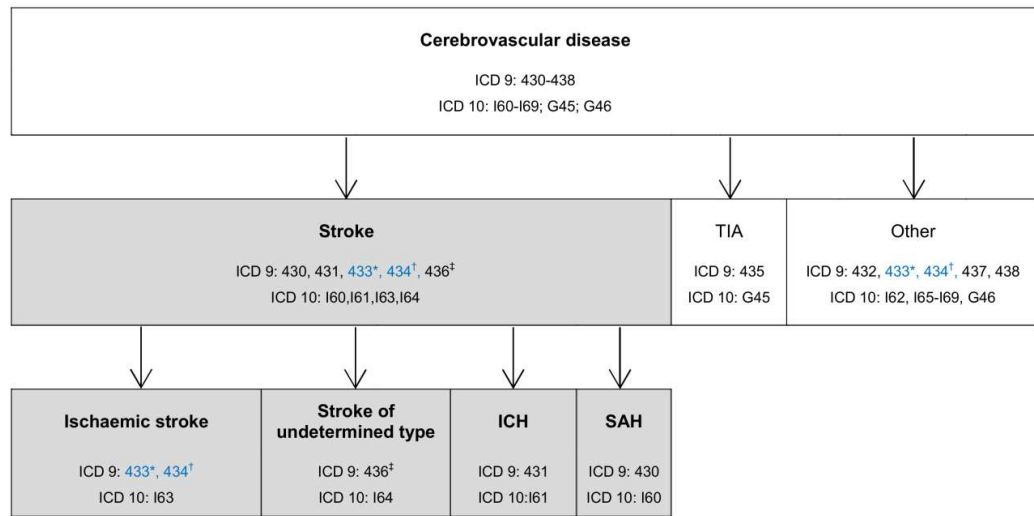 Cerebrovascular disease
ICD 9: 430-438
ICD 10: I60-I69; G45; G46
Stroke
ICD 9: 430, 431, 433*, 434†, 436‡
ICD 10: I60,I61,I63,I64
TIA
ICD 9: 435
ICD 10: G45
Other
ICD 9: 432, 433*, 434†, 437, 438
ICD 10: I62, I65-I69, G46
Ischaemic stroke
ICD 9: 433*, 434†
ICD 10: I63
Stroke of
undetermined type
ICD 9: 436‡
ICD 10: I64
ICH
ICD 9: 431
ICD 10:I61
SAH
ICD 9: 430
ICD 10: I60